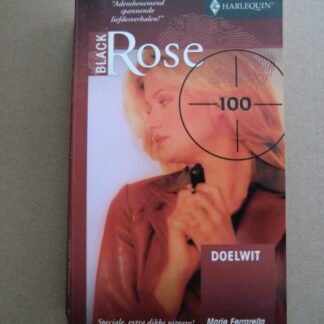 "Adembenemend
spannende
liefdesverhalen!"
HARLEQUIN®
BLACK
Rose
100
DOELWIT
Speciale, extra dikke uitgave!
Marie Ferrarella